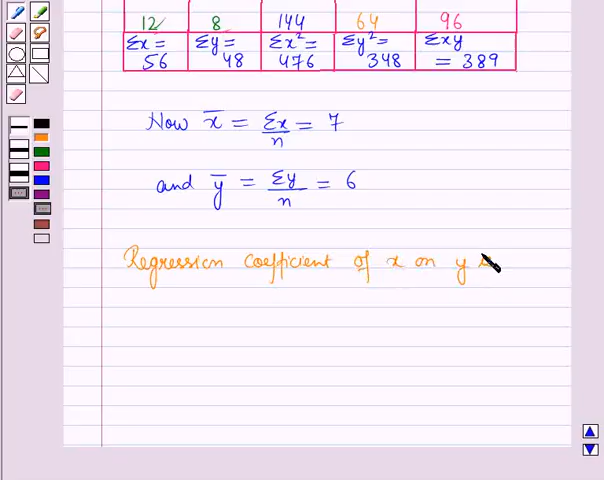 12 8 144 64 96
Σx = 56 Σy = 48 Σx² = 476 Σy² = 348 Σxy = 389
Now x̅ = Σx/n = 7
and y̅ = Σy/n = 6
Regression coefficient of x on y